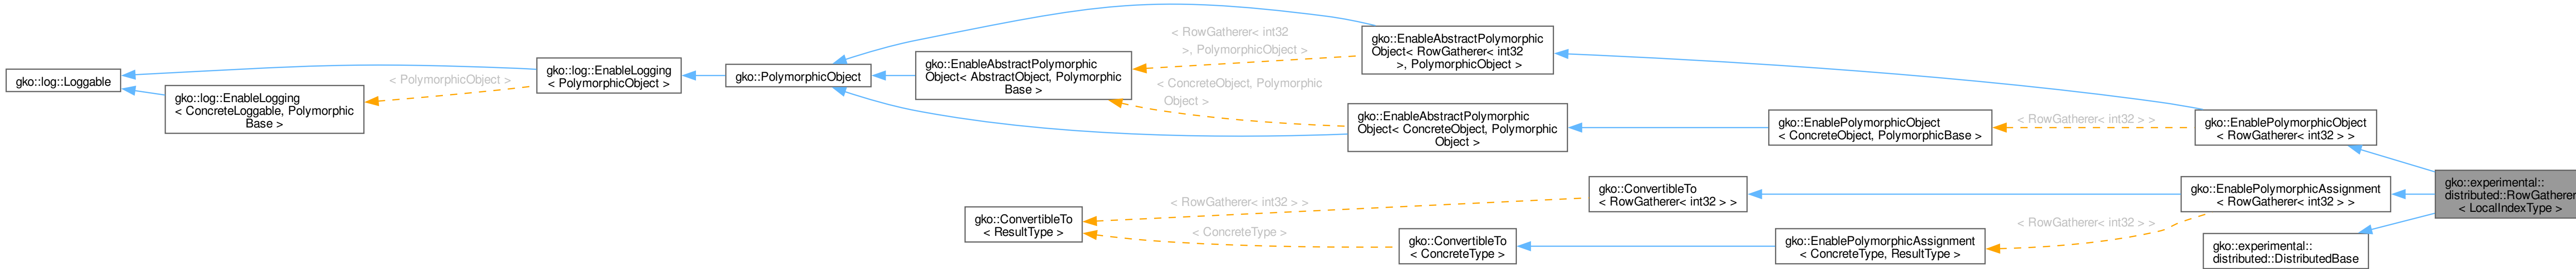 gko::log::Loggable
gko::log::EnableLogging
< ConcreteLoggable, Polymorphic
Base >
< PolymorphicObject >
gko::log::EnableLogging
< PolymorphicObject >
gko::PolymorphicObject
gko::EnableAbstractPolymorphic
Object< AbstractObject, Polymorphic
Base >
< RowGatherer< int32
>, PolymorphicObject >
< ConcreteObject, Polymorphic
Object >
gko::EnableAbstractPolymorphic
Object< RowGatherer< int32
>, PolymorphicObject >
gko::EnableAbstractPolymorphic
Object< ConcreteObject, Polymorphic
Object >
gko::EnablePolymorphicObject
< ConcreteObject, PolymorphicBase >
< RowGatherer< int32 > >
gko::EnablePolymorphicObject
< RowGatherer< int32 > >
gko::ConvertibleTo
< ResultType >
< RowGatherer< int32 > >
< ConcreteType >
gko::ConvertibleTo
< RowGatherer< int32 > >
gko::ConvertibleTo
< ConcreteType >
gko::EnablePolymorphicAssignment
< ConcreteType, ResultType >
< RowGatherer< int32 > >
gko::EnablePolymorphicAssignment
< RowGatherer< int32 > >
gko::experimental::
distributed::DistributedBase
gko::experimental::
distributed::RowGatherer
< LocalIndexType >